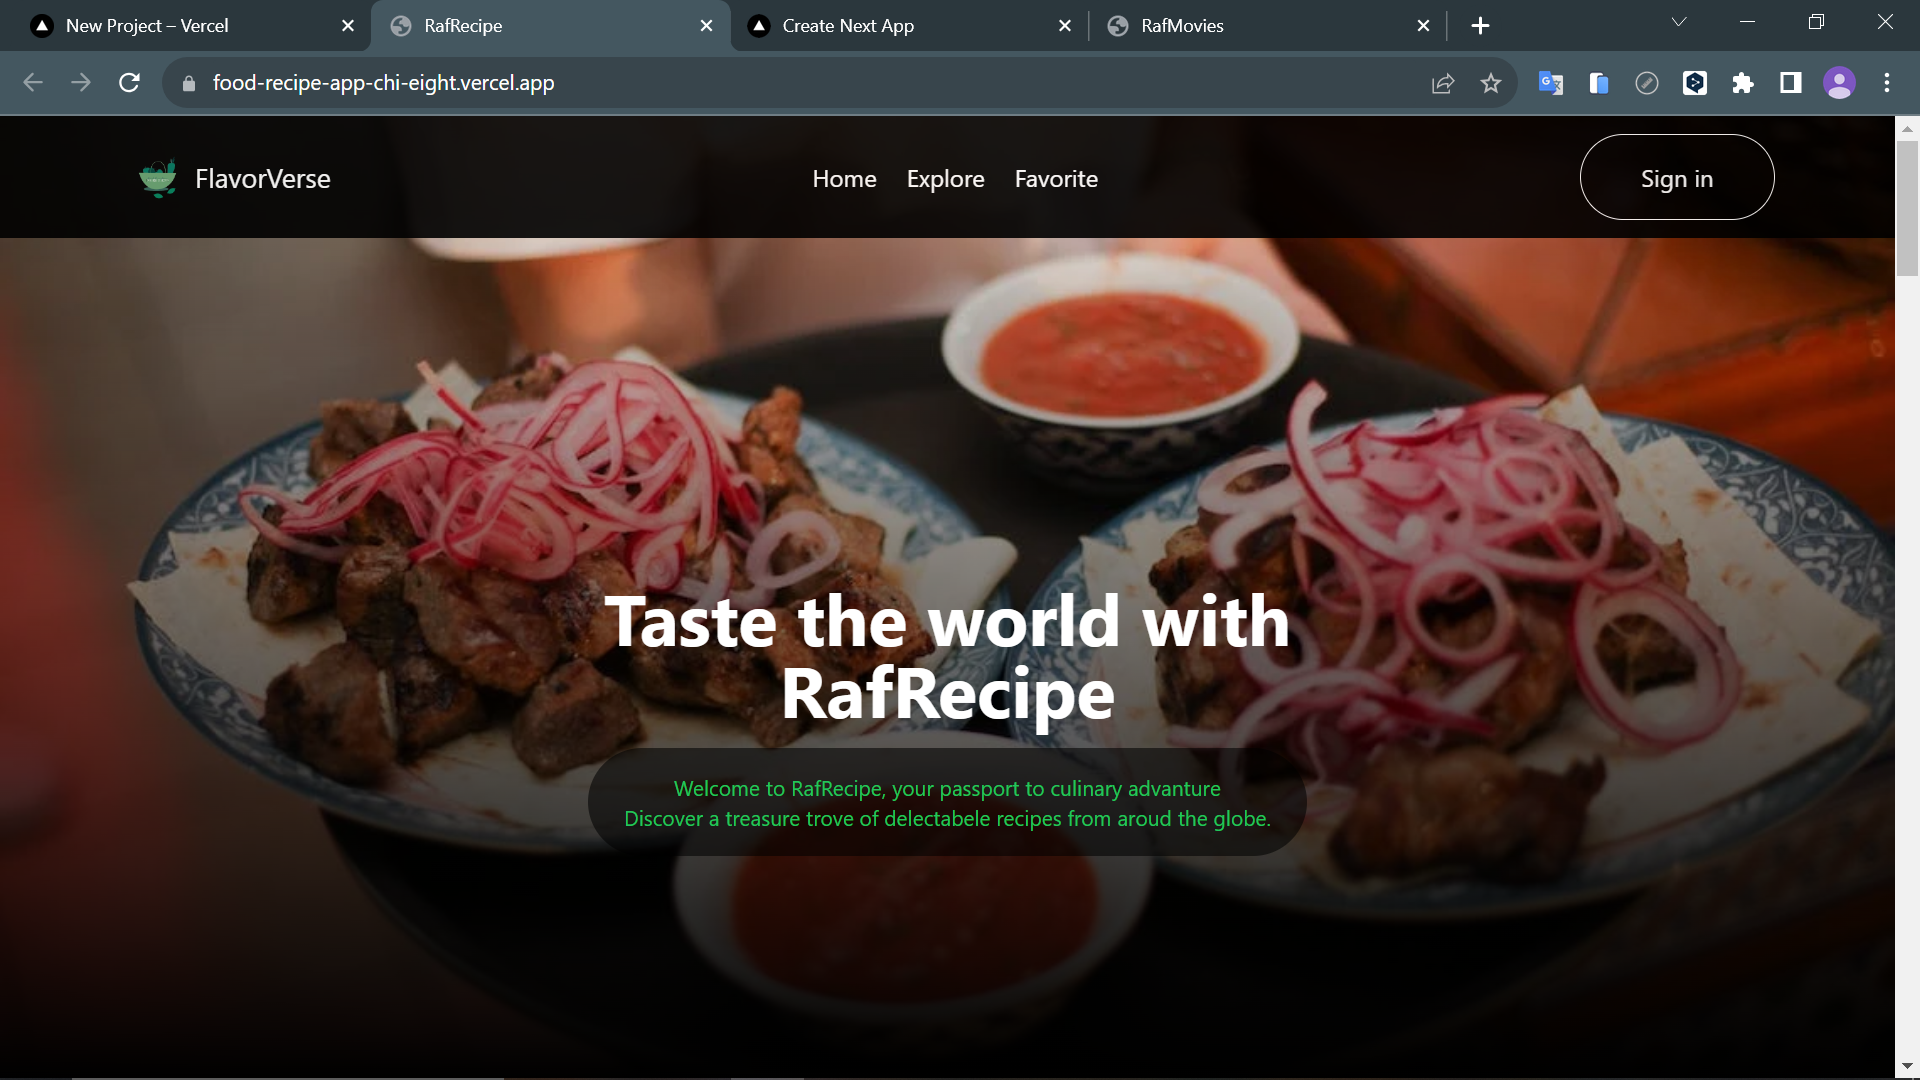 New Project – Vercel
RafRecipe
Create Next App
RafMovies
food-recipe-app-chi-eight.vercel.app
FlavorVerse
Home
Explore
Favorite
Sign in
Taste the world with
RafRecipe
Welcome to RafRecipe, your passport to culinary advanture
Discover a treasure trove of delectabele recipes from aroud the globe.